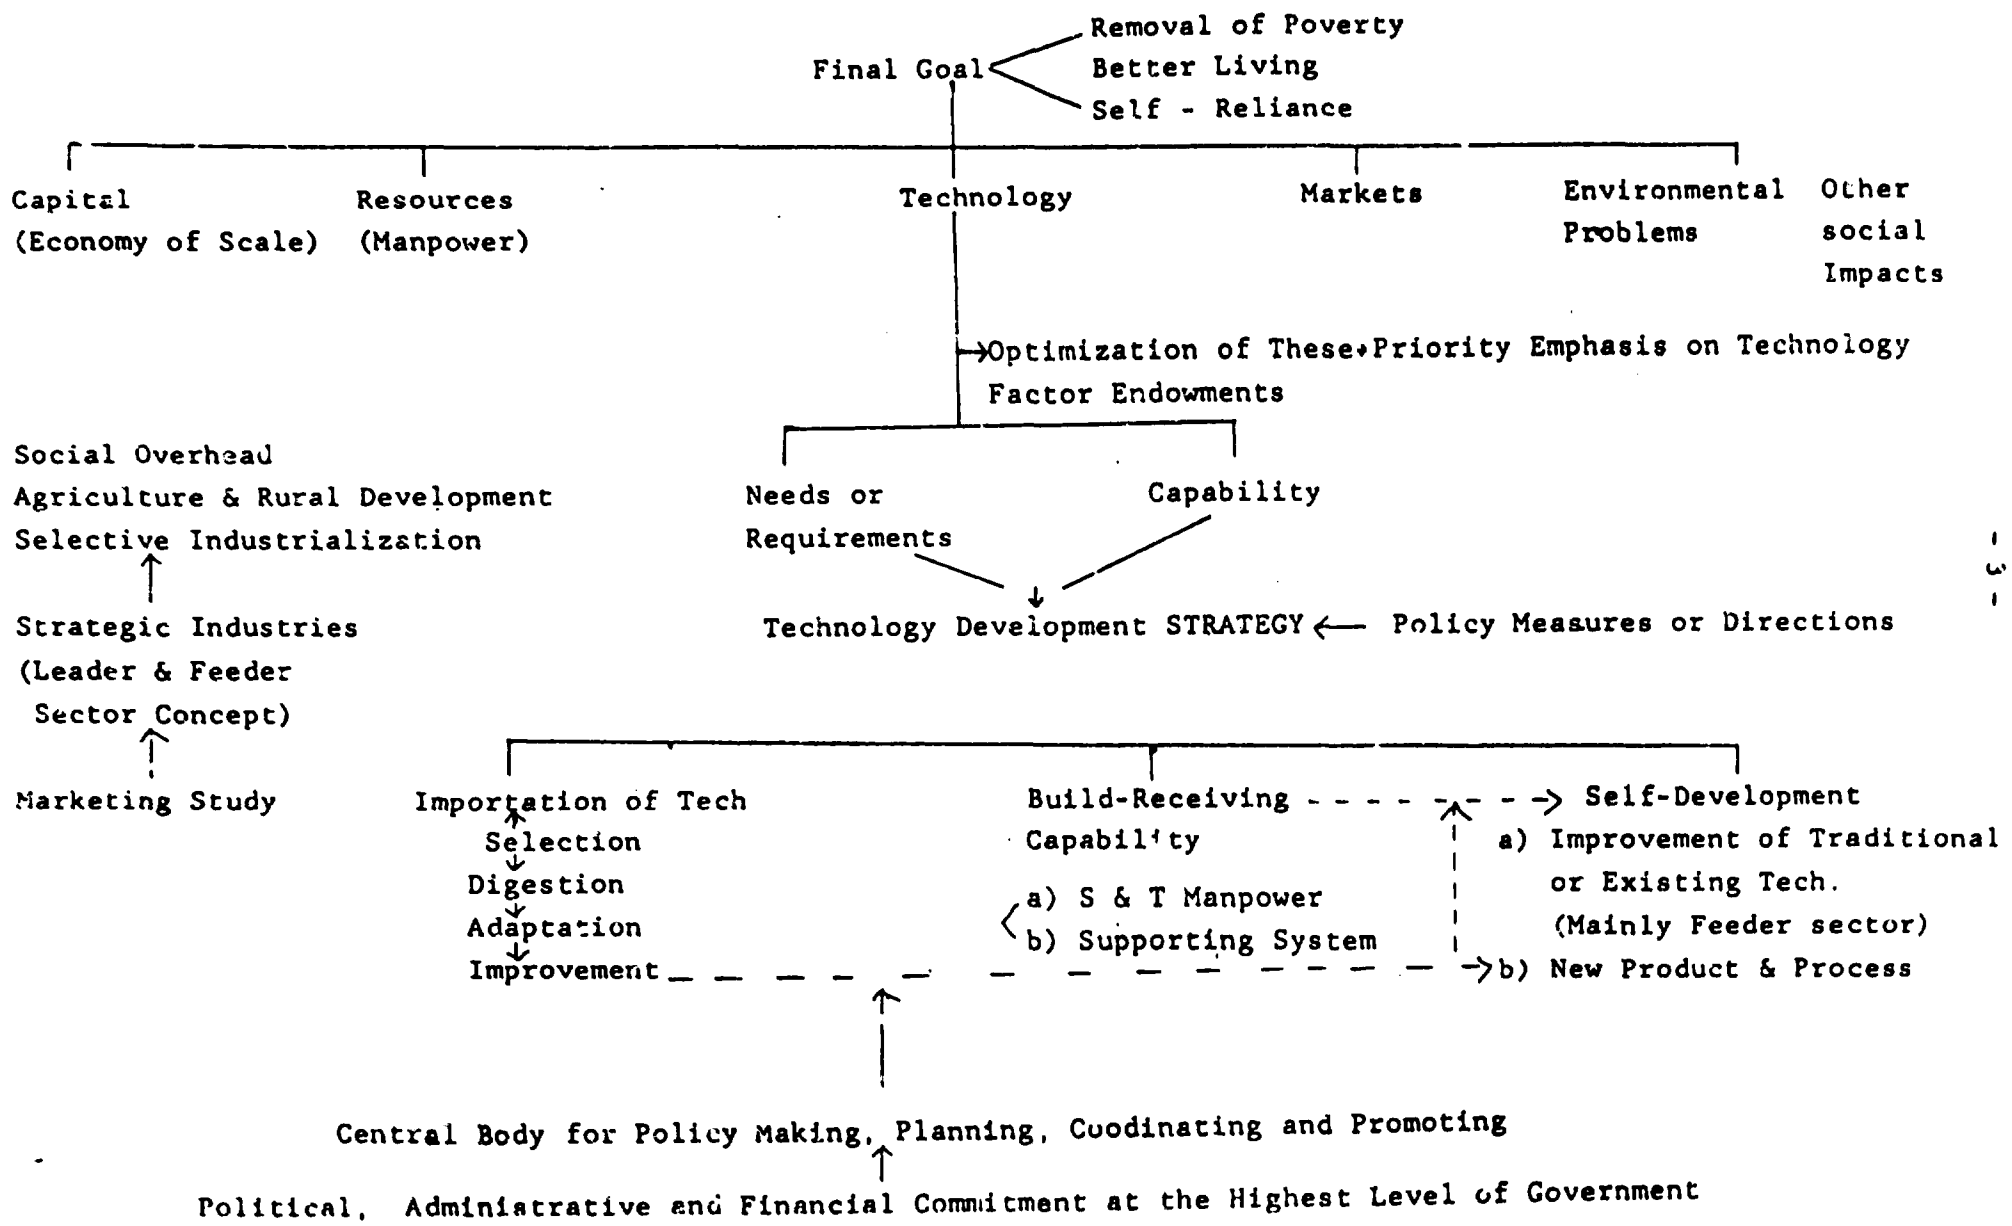 Removal of Poverty
Final Goal
Better Living
Self - Reliance
Capital
(Economy of Scale)
Resources
(Manpower)
Technology
Markets
Environmental
Problems
Other
social
Impacts
Optimization of These+Priority Emphasis on Technology
Factor Endowments
Social Overhead
Agriculture & Rural Development
Selective Industrialization
Needs or
Requirements
Capability
Strategic Industries
(Leader & Feeder
Sector Concept)
Technology Development STRATEGY
Policy Measures or Directions
- 3 -
Marketing Study
Importation of Tech
Selection
Digestion
Adaptation
Improvement
Build-Receiving
Capability
a) S & T Manpower
b) Supporting System
Self-Development
a) Improvement of Traditional
or Existing Tech.
(Mainly Feeder sector)
b) New Product & Process
Central Body for Policy Making, Planning, Coodinating and Promoting
Political, Administrative and Financial Commitment at the Highest Level of Government